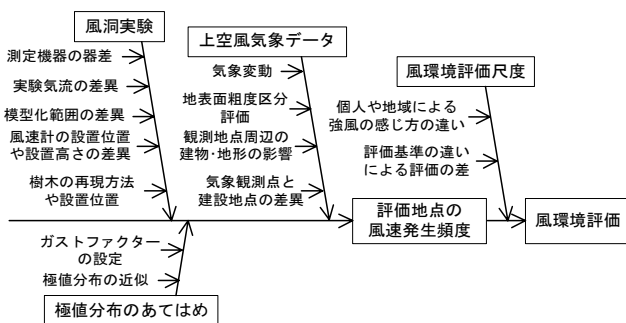 風洞実験
測定機器の器差
実験気流の差異
模型化範囲の差異
風速計の設置位置
や設置高さの差異
樹木の再現方法
や設置位置
上空風気象データ
気象変動
地表面粗度区分
評価
観測地点周辺の
建物･地形の影響
気象観測点と
建設地点の差異
風環境評価尺度
個人や地域による
強風の感じ方の違い
評価基準の違い
による評価の差
ガストファクター
の設定
極値分布の近似
極値分布のあてはめ
評価地点の
風速発生頻度
風環境評価